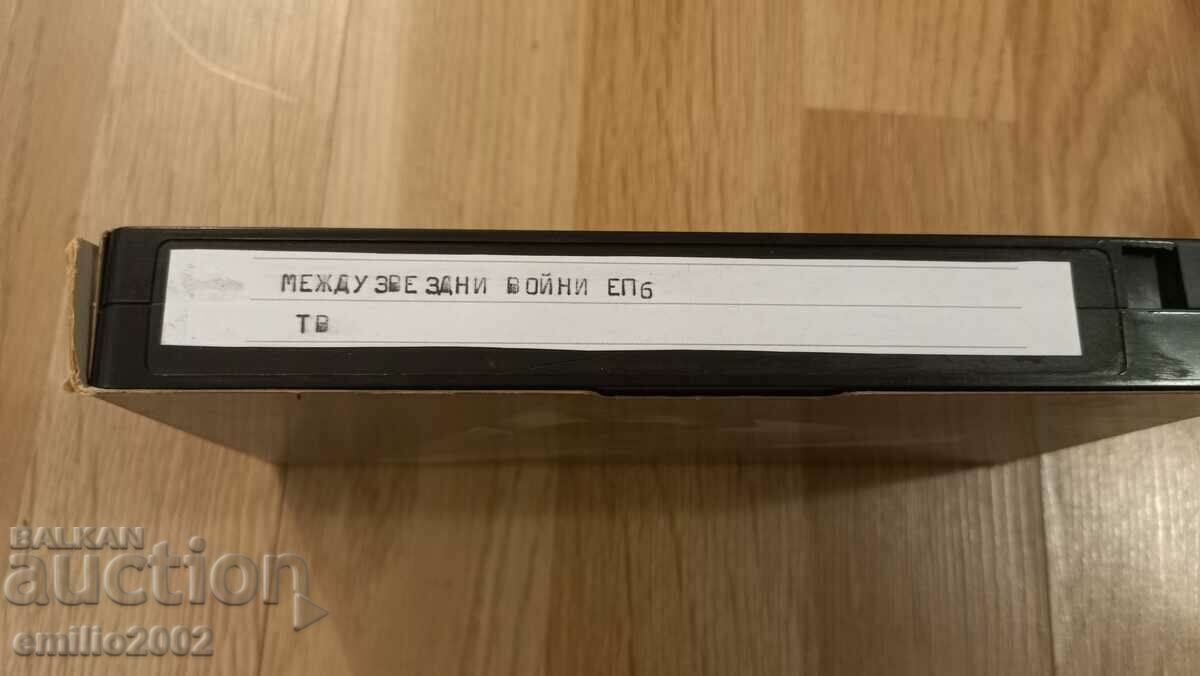 МЕЖДУЗВЕЗДНИ ВОЙНИ ЕП6
ТВ
BALKAN
auction
emilio2002